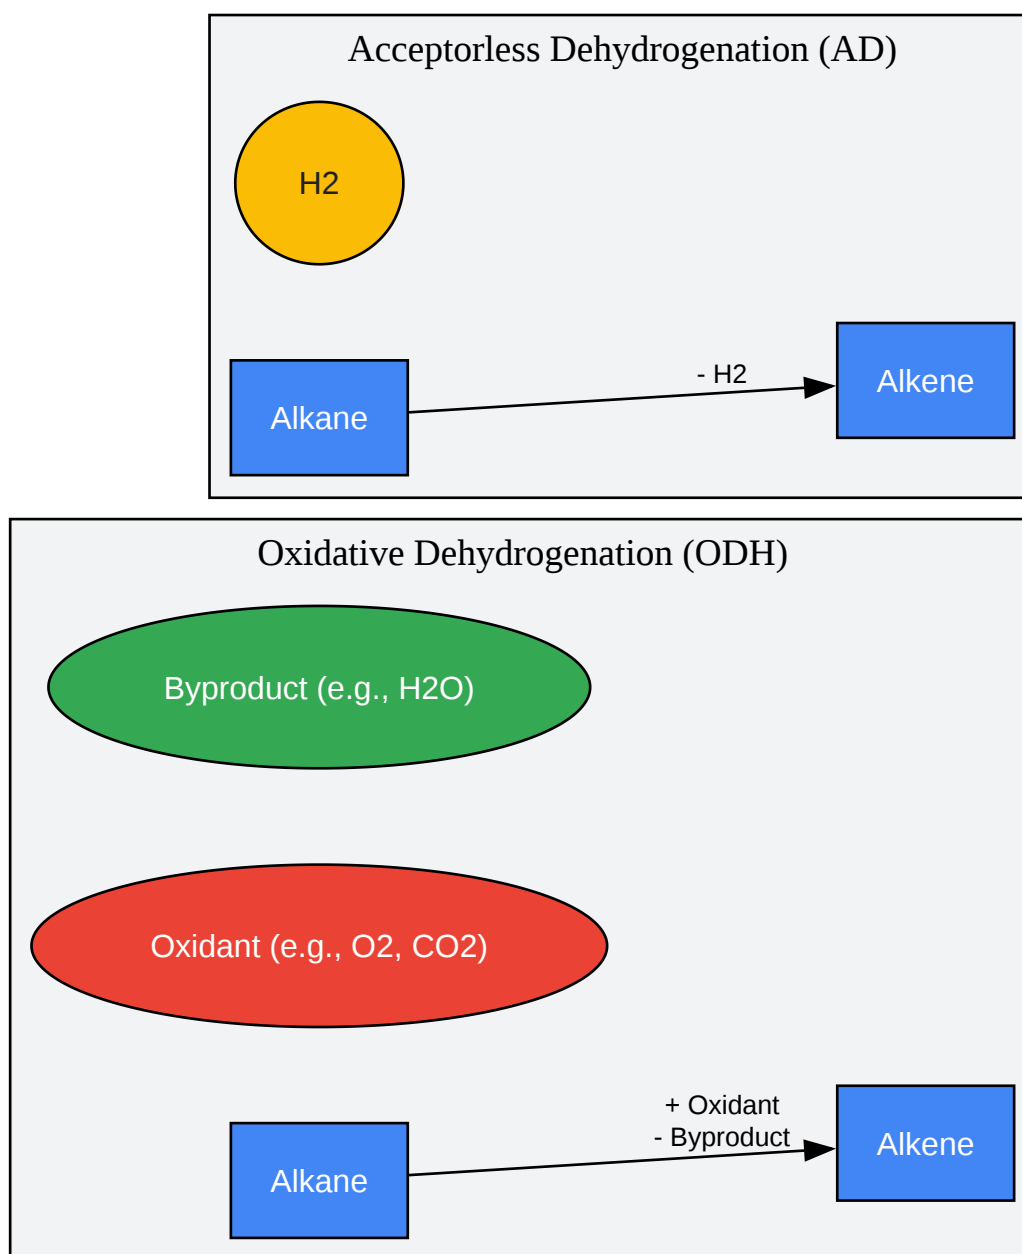 Acceptorless Dehydrogenation (AD)
H2
- H2
Alkane
Alkene
Oxidative Dehydrogenation (ODH)
Byproduct (e.g., H2O)
Oxidant (e.g., O2, CO2)
+ Oxidant
- Byproduct
Alkane
Alkene